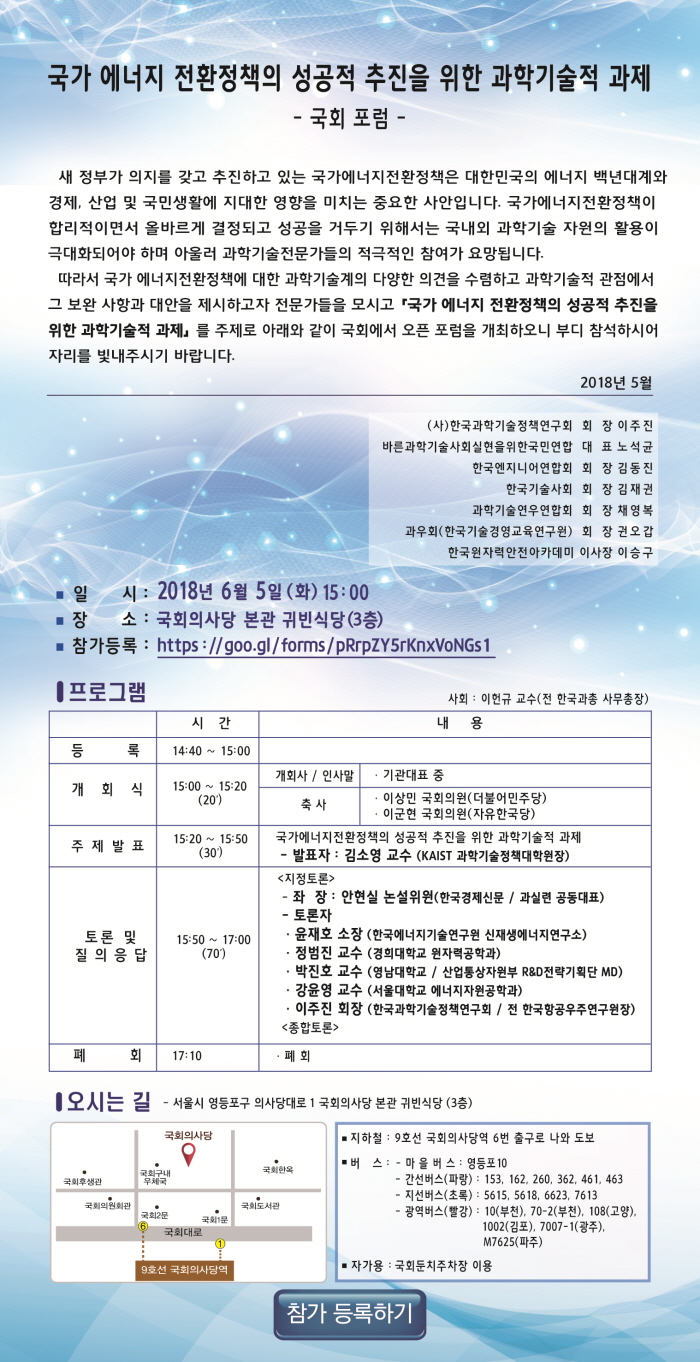 국가 에너지 전환정책의 성공적 추진을 위한 과학기술적 과제
- 국회 포럼 -
새 정부가 의지를 갖고 추진하고 있는 국가에너지전환정책은 대한민국의 에너지 백년대계와
경제, 산업 및 국민생활에 지대한 영향을 미치는 중요한 사안입니다. 국가에너지전환정책이
합리적이면서 올바르게 결정되고 성공을 거두기 위해서는 국내외 과학기술 자원의 활용이
극대화되어야 하며 아울러 과학기술전문가들의 적극적인 참여가 요망됩니다.
따라서 국가 에너지전환정책에 대한 과학기술계의 다양한 의견을 수렴하고 과학기술적 관점에서
그 보완 사항과 대안을 제시하고자 전문가들을 모시고 『국가 에너지 전환정책의 성공적 추진을
위한 과학기술적 과제』를 주제로 아래와 같이 국회에서 오픈 포럼을 개최하오니 부디 참석하시어
자리를 빛내주시기 바랍니다.
2018년 5월
(사)한국과학기술정책연구회 회 장 이주진
바른과학기술사회실현을위한국민연합 대 표 노석균
한국엔지니어연합회 회 장 김동진
한국기술사회 회 장 김재권
과학기술연우연합회 회 장 채영복
과우회(한국기술경영교육연구원) 회 장 권오갑
한국원자력안전아카데미 이사장 이승구
■ 일 시 : 2018년 6월 5일 (화) 15:00
■ 장 소 : 국회의사당 본관 귀빈식당(3층)
■ 참가등록 : https://goo.gl/forms/pRrpZY5rKnxVoNGs1
프로그램
사회 : 이헌규 교수(전 한국과총 사무총장)
시 간 내 용
등 록 14:40 ~ 15:00
개 회 식 15:00 ~ 15:20 (20')
개회사 / 인사말 · 기관대표 중
축 사 · 이상민 국회의원(더불어민주당)
· 이군현 국회의원(자유한국당)
주 제 발 표 15:20 ~ 15:50 (30')
국가에너지전환정책의 성공적 추진을 위한 과학기술적 과제
- 발표자 : 김소영 교수 (KAIST 과학기술정책대학원장)
토론 및 질 의 응 답 15:50 ~ 17:00 (70')
<지정토론>
- 좌 장 : 안현실 논설위원(한국경제신문 / 과실련 공동대표)
- 토론자
· 윤재호 소장 (한국에너지기술연구원 신재생에너지연구소)
· 정범진 교수 (경희대학교 원자력공학과)
· 박진호 교수 (영남대학교 / 산업통상자원부 R&D전략기획단 MD)
· 강윤영 교수 (서울대학교 에너지자원공학과)
· 이주진 회장 (한국과학기술정책연구회 / 전 한국항공우주연구원장)
<종합토론>
폐 회 17:10 · 폐 회
오시는 길 - 서울시 영등포구 의사당대로 1 국회의사당 본관 귀빈식당 (3층)
국회의사당
국회후생관
국회구내
우체국
국회한옥
국회의원회관
국회2문
국회1문
국회도서관
6
국회대로
1
9호선 국회의사당역
■ 지하철 : 9호선 국회의사당역 6번 출구로 나와 도보
■ 버 스 : - 마 을 버 스 : 영등포10
- 간선버스(파랑) : 153, 162, 260, 362, 461, 463
- 지선버스(초록) : 5615, 5618, 6623, 7613
- 광역버스(빨강) : 10(부천), 70-2(부천), 108(고양),
1002(김포), 7007-1(광주),
M7625(파주)
■ 자가용 : 국회둔치주차장 이용
참가 등록하기